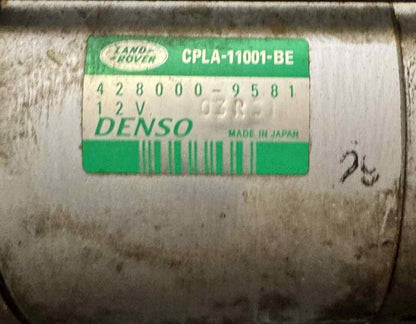 LAND-
-ROVER
CPLA-11001-BE
428000-9581
12V
DENSO
MADE IN JAPAN